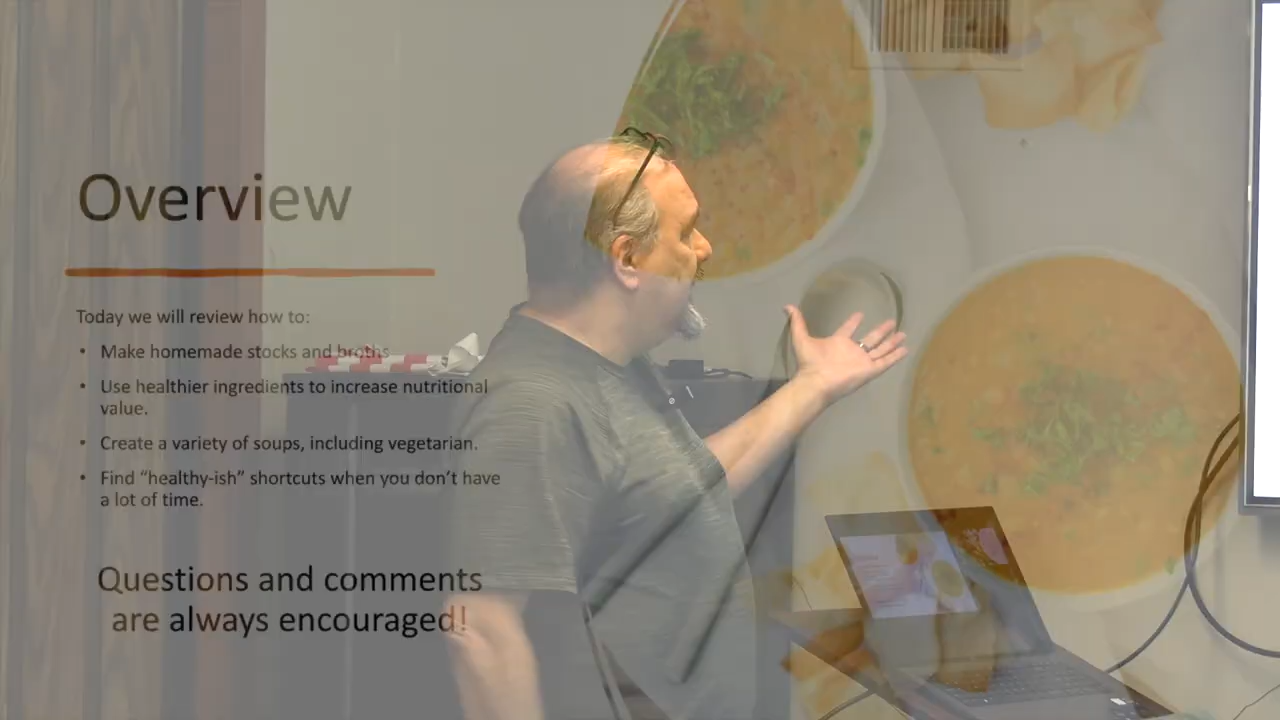 Overview
Today we will review how to:
• Make homemade stocks and broths
• Use healthier ingredients to increase nutritional
value.
• Create a variety of soups, including vegetarian.
• Find “healthy-ish” shortcuts when you don’t have
a lot of time.
Questions and comments
are always encouraged!